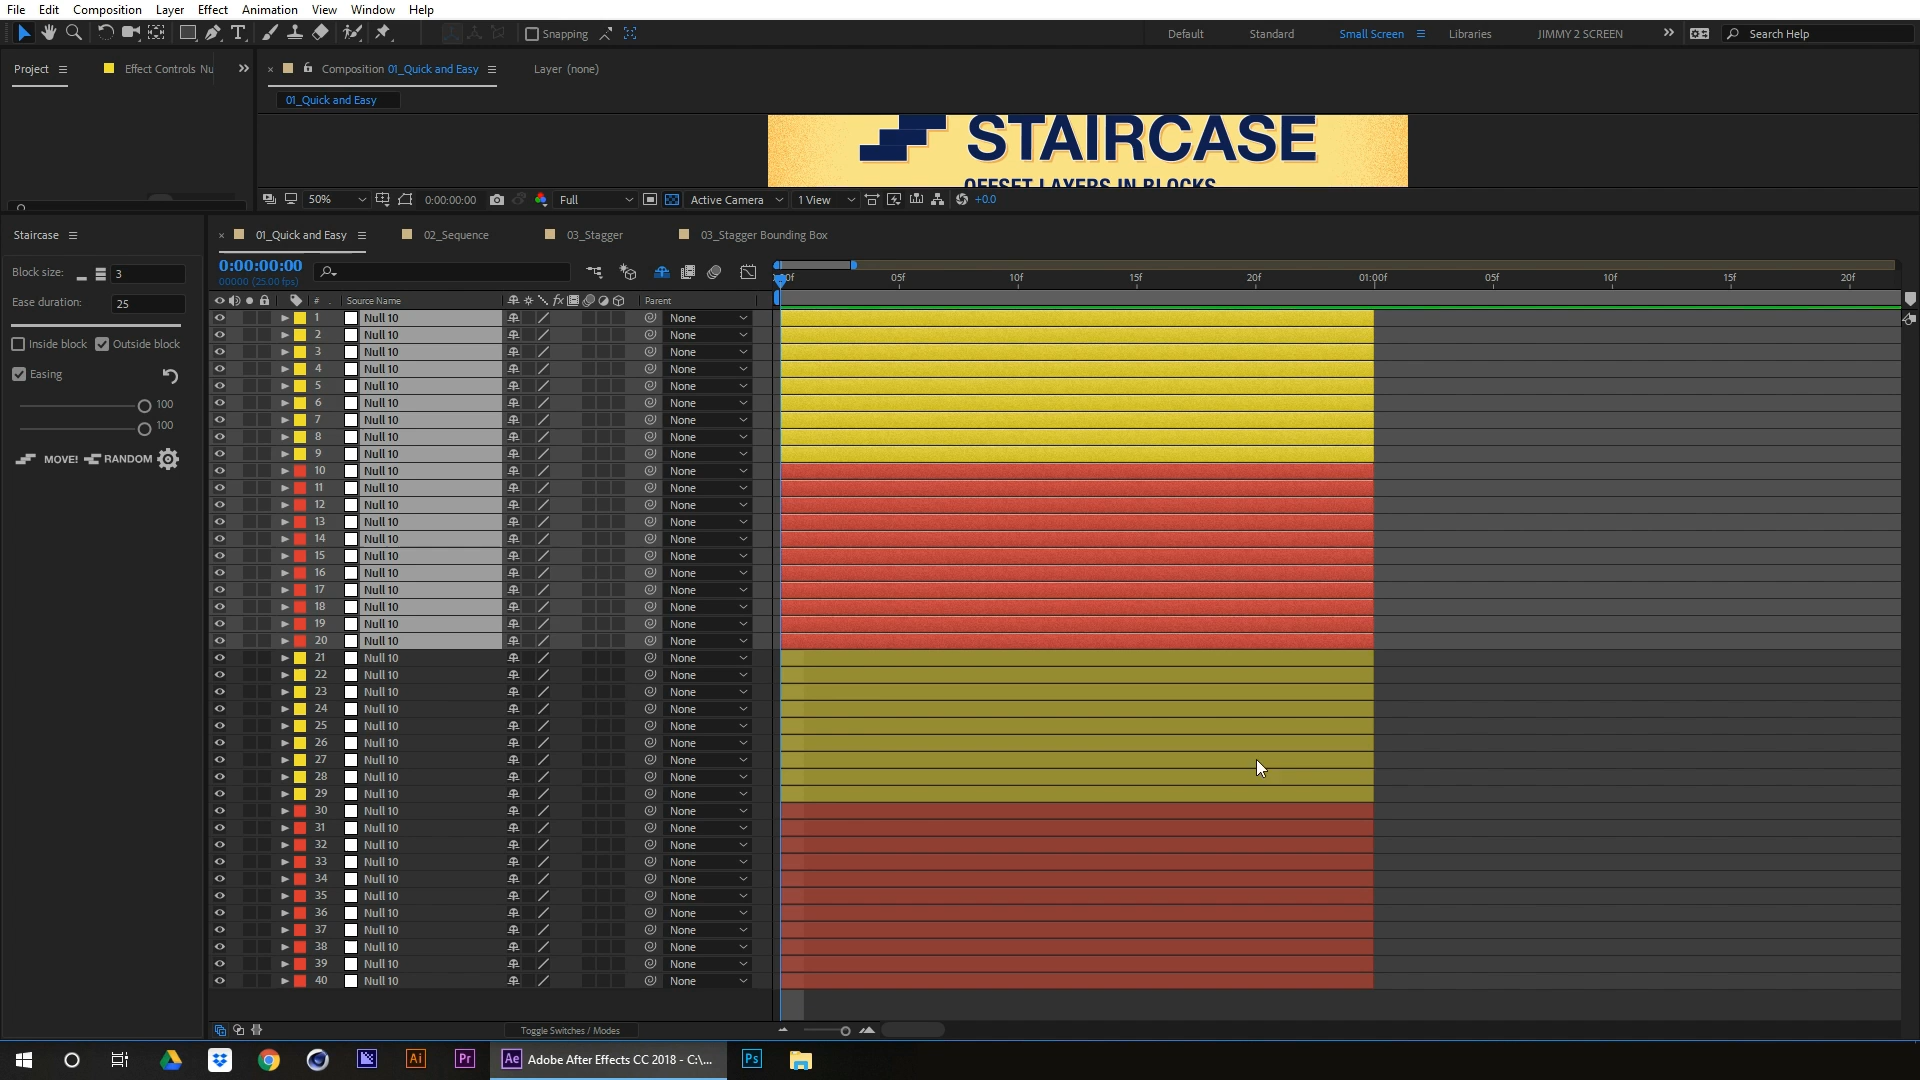 File Edit Composition Layer Effect Animation View Window Help
Snapping Default Standard Small Screen Libraries JIMMY 2 SCREEN Search Help
Project Effect Controls Nu Composition 01_Quick and Easy Layer (none)
01_Quick and Easy
STAIRCASE
OFFSET LAYERS IN BLOCKS
50% 0:00:00:00 Full Active Camera 1 View +0.0
Staircase 01_Quick and Easy 02_Sequence 03_Stagger 03_Stagger Bounding Box
Block size: 3
Ease duration: 25
Inside block Outside block
Easing
100
100
MOVE! RANDOM
0:00:00:00
00000 (25.00 fps)
05f 10f 15f 20f 01:00f 05f 10f 15f 20f
# Source Name fx Parent
1 Null 10 None
2 Null 10 None
3 Null 10 None
4 Null 10 None
5 Null 10 None
6 Null 10 None
7 Null 10 None
8 Null 10 None
9 Null 10 None
10 Null 10 None
11 Null 10 None
12 Null 10 None
13 Null 10 None
14 Null 10 None
15 Null 10 None
16 Null 10 None
17 Null 10 None
18 Null 10 None
19 Null 10 None
20 Null 10 None
21 Null 10 None
22 Null 10 None
23 Null 10 None
24 Null 10 None
25 Null 10 None
26 Null 10 None
27 Null 10 None
28 Null 10 None
29 Null 10 None
30 Null 10 None
31 Null 10 None
32 Null 10 None
33 Null 10 None
34 Null 10 None
35 Null 10 None
36 Null 10 None
37 Null 10 None
38 Null 10 None
39 Null 10 None
40 Null 10 None
Toggle Switches / Modes
Ai Pr Ae Adobe After Effects CC 2018 - C:\... Ps